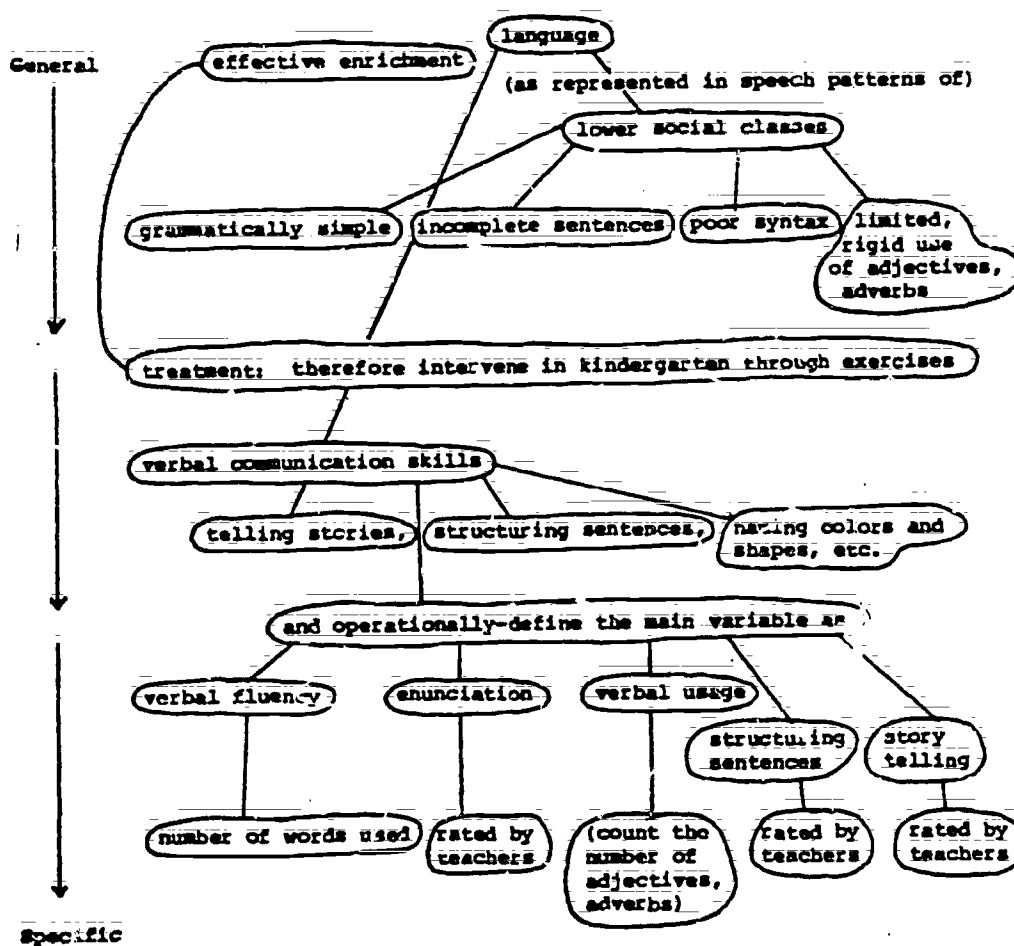 language
General
effective enrichment
(as represented in speech patterns of)
lower social classes
grammatically simple
incomplete sentences
poor syntax
limited,
rigid use
of adjectives,
adverbs
treatment: therefore intervene in kindergarten through exercises
verbal communication skills
telling stories,
structuring sentences,
naming colors and
shapes, etc.
and operationally-define the main variable as
verbal fluency
enunciation
verbal usage
structuring
sentences
story
telling
number of words used
rated by
teachers
(count the
number of
adjectives,
adverbs)
rated by
teachers
rated by
teachers
Specific